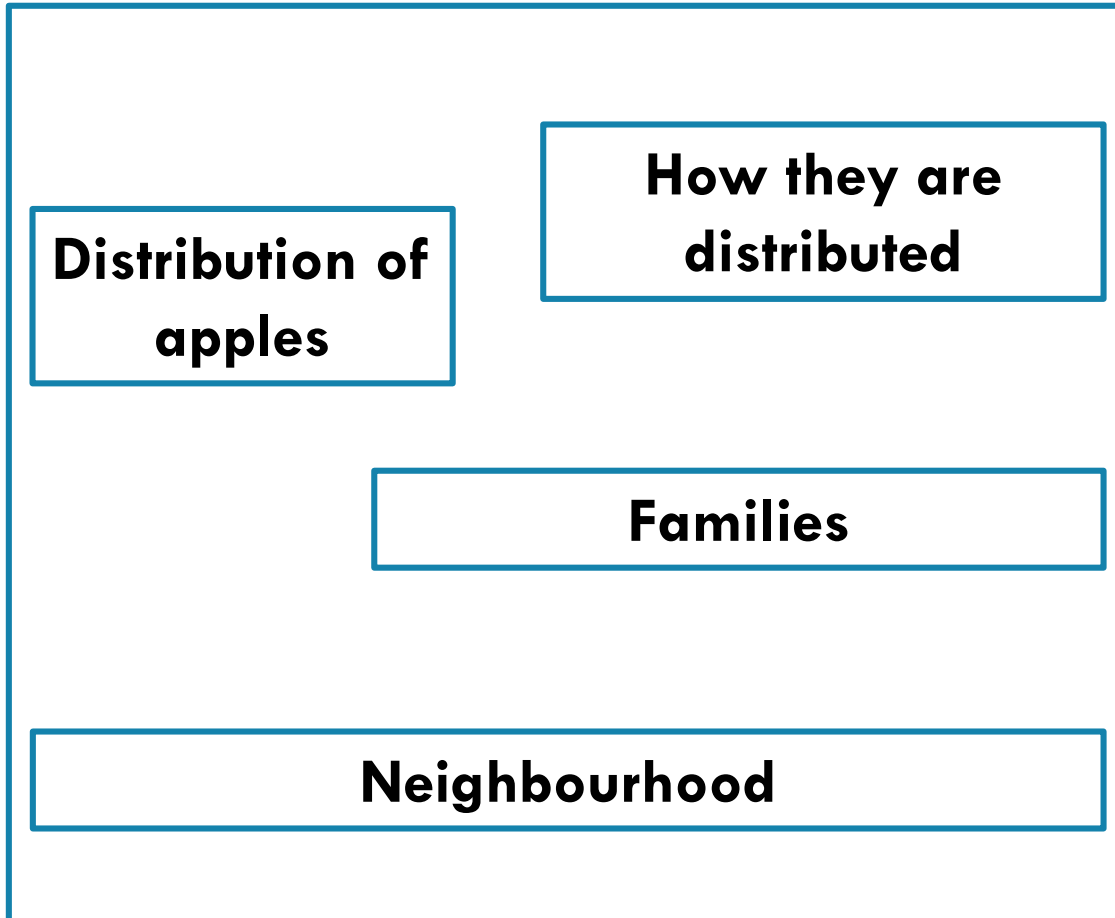 How they are
distributed
Distribution of
apples
Families
Neighbourhood